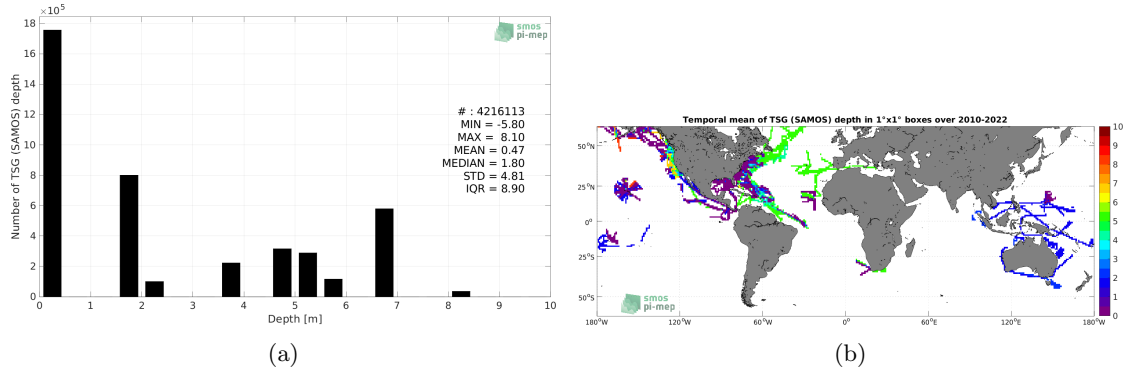 ×10⁵
18
16
14
12
10
8
6
4
2
0
Number of TSG (SAMOS) depth
smos
pi-mep
# : 4216113
MIN = -5.80
MAX = 8.10
MEAN = 0.47
MEDIAN = 1.80
STD = 4.81
IQR = 8.90
0 1 2 3 4 5 6 7 8 9 10
Depth [m]
(a)
Temporal mean of TSG (SAMOS) depth in 1°x1° boxes over 2010-2022
50°N
25°N
0°
25°S
50°S
smos
pi-mep
180°W 120°W 60°W 0° 60°E 120°E 180°E
10
9
8
7
6
5
4
3
2
1
0
(b)